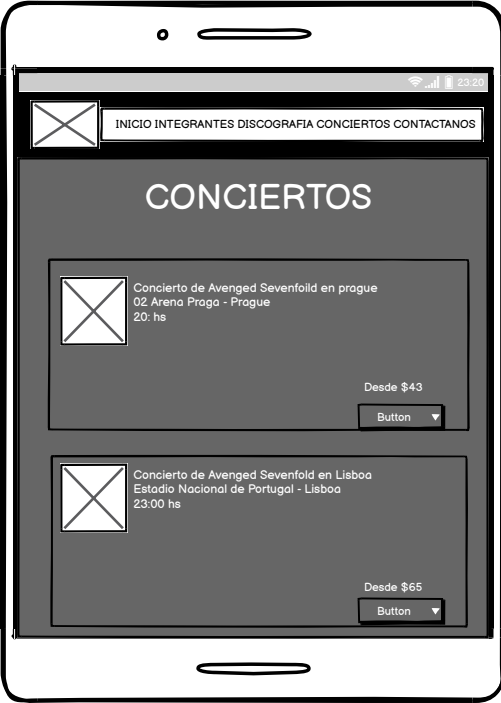 23:20
INICIO INTEGRANTES DISCOGRAFIA CONCIERTOS CONTACTANOS
CONCIERTOS
Concierto de Avenged Sevenfoild en prague
02 Arena Praga - Prague
20: hs
Desde $43
Button
Concierto de Avenged Sevenfold en Lisboa
Estadio Nacional de Portugal - Lisboa
23:00 hs
Desde $65
Button